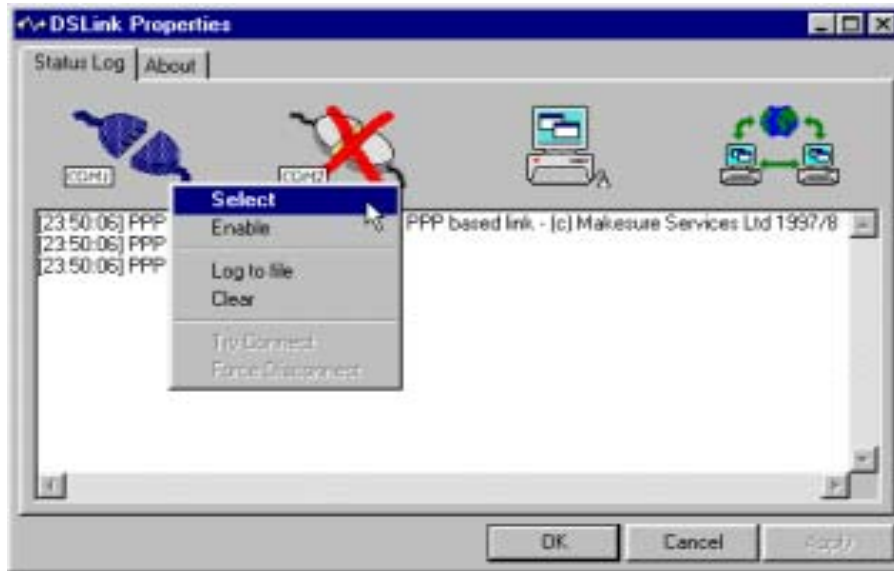 DSLink Properties
Status Log About
COM1 COM2 A
Select
[23:50:06] PPP PPP based link - (c) Makesure Services Ltd 1997/8
Enable
[23:50:06] PPP
[23:50:06] PPP
Log to file
Clear
Try Connect
Force Disconnect
OK Cancel Apply